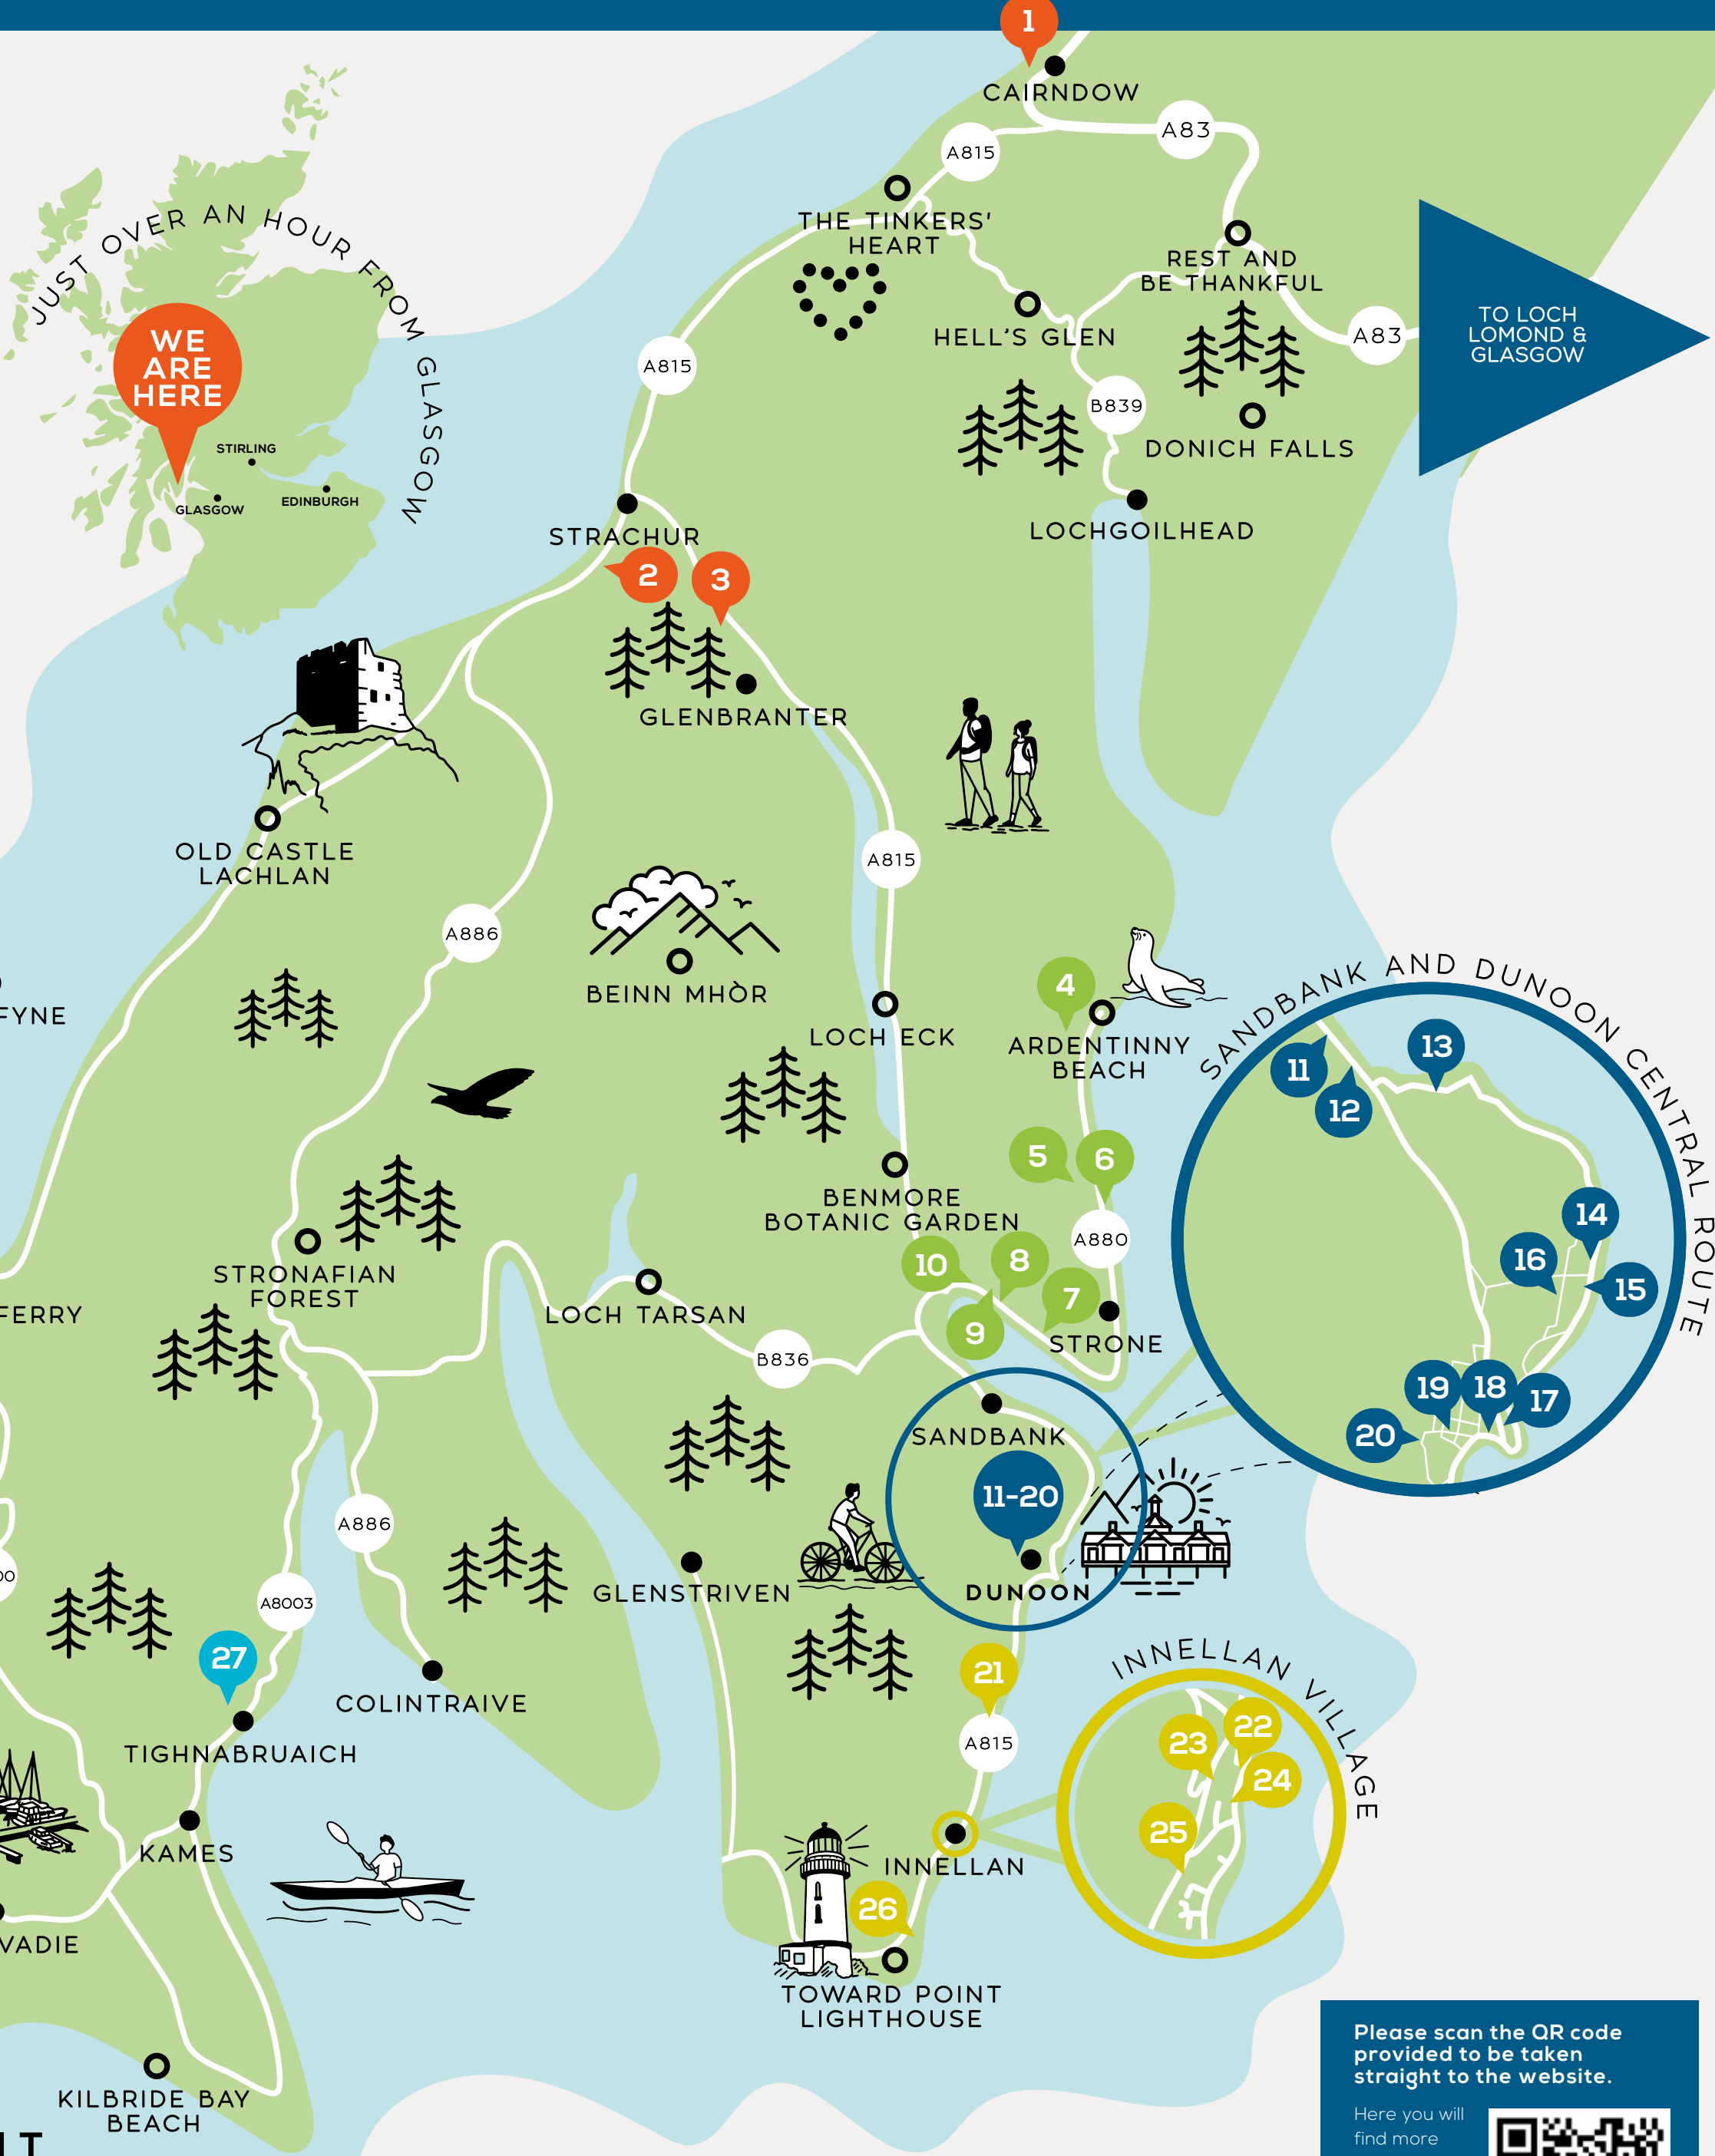 1
CAIRNDOW
A83
A815
THE TINKERS'
HEART
REST AND
BE THANKFUL
HELL'S GLEN
A83
TO LOCH
LOMOND &
GLASGOW
JUST OVER AN HOUR FROM GLASGOW
WE
ARE
HERE
STIRLING
GLASGOW
EDINBURGH
A815
B839
DONICH FALLS
STRACHUR
LOCHGOILHEAD
2
3
GLENBRANTER
OLD CASTLE
LACHLAN
A815
A886
BEINN MHÒR
FYNE
LOCH ECK
4
ARDENTINNY
BEACH
SANDBANK AND DUNOON CENTRAL ROUTE
11
12
13
14
15
16
17
18
19
20
BENMORE
BOTANIC GARDEN
5
6
A880
10
8
7
9
STRONE
STRONAFIAN
FOREST
FERRY
LOCH TARSAN
B836
SANDBANK
11-20
DUNOON
A886
00
A8003
GLENSTRIVEN
27
COLINTRAIVE
TIGHNABRUAICH
21
A815
INNELLAN VILLAGE
22
23
24
25
KAMES
INNELLAN
26
VADIE
TOWARD POINT
LIGHTHOUSE
KILBRIDE BAY
BEACH
Please scan the QR code
provided to be taken
straight to the website.
Here you will
find more